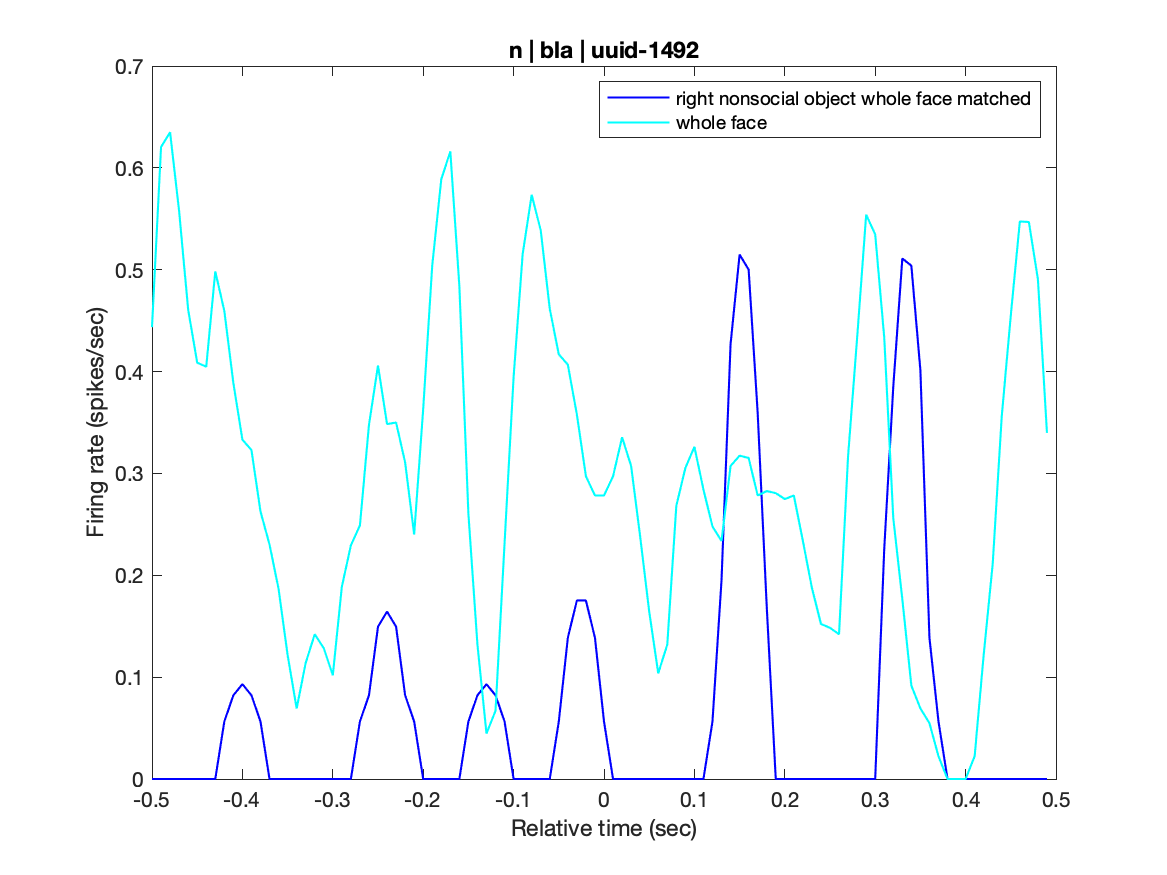 n | bla | uuid-1492
right nonsocial object whole face matched
whole face
Firing rate (spikes/sec)
0.7
0.6
0.5
0.4
0.3
0.2
0.1
0
-0.5 -0.4 -0.3 -0.2 -0.1 0 0.1 0.2 0.3 0.4 0.5
Relative time (sec)